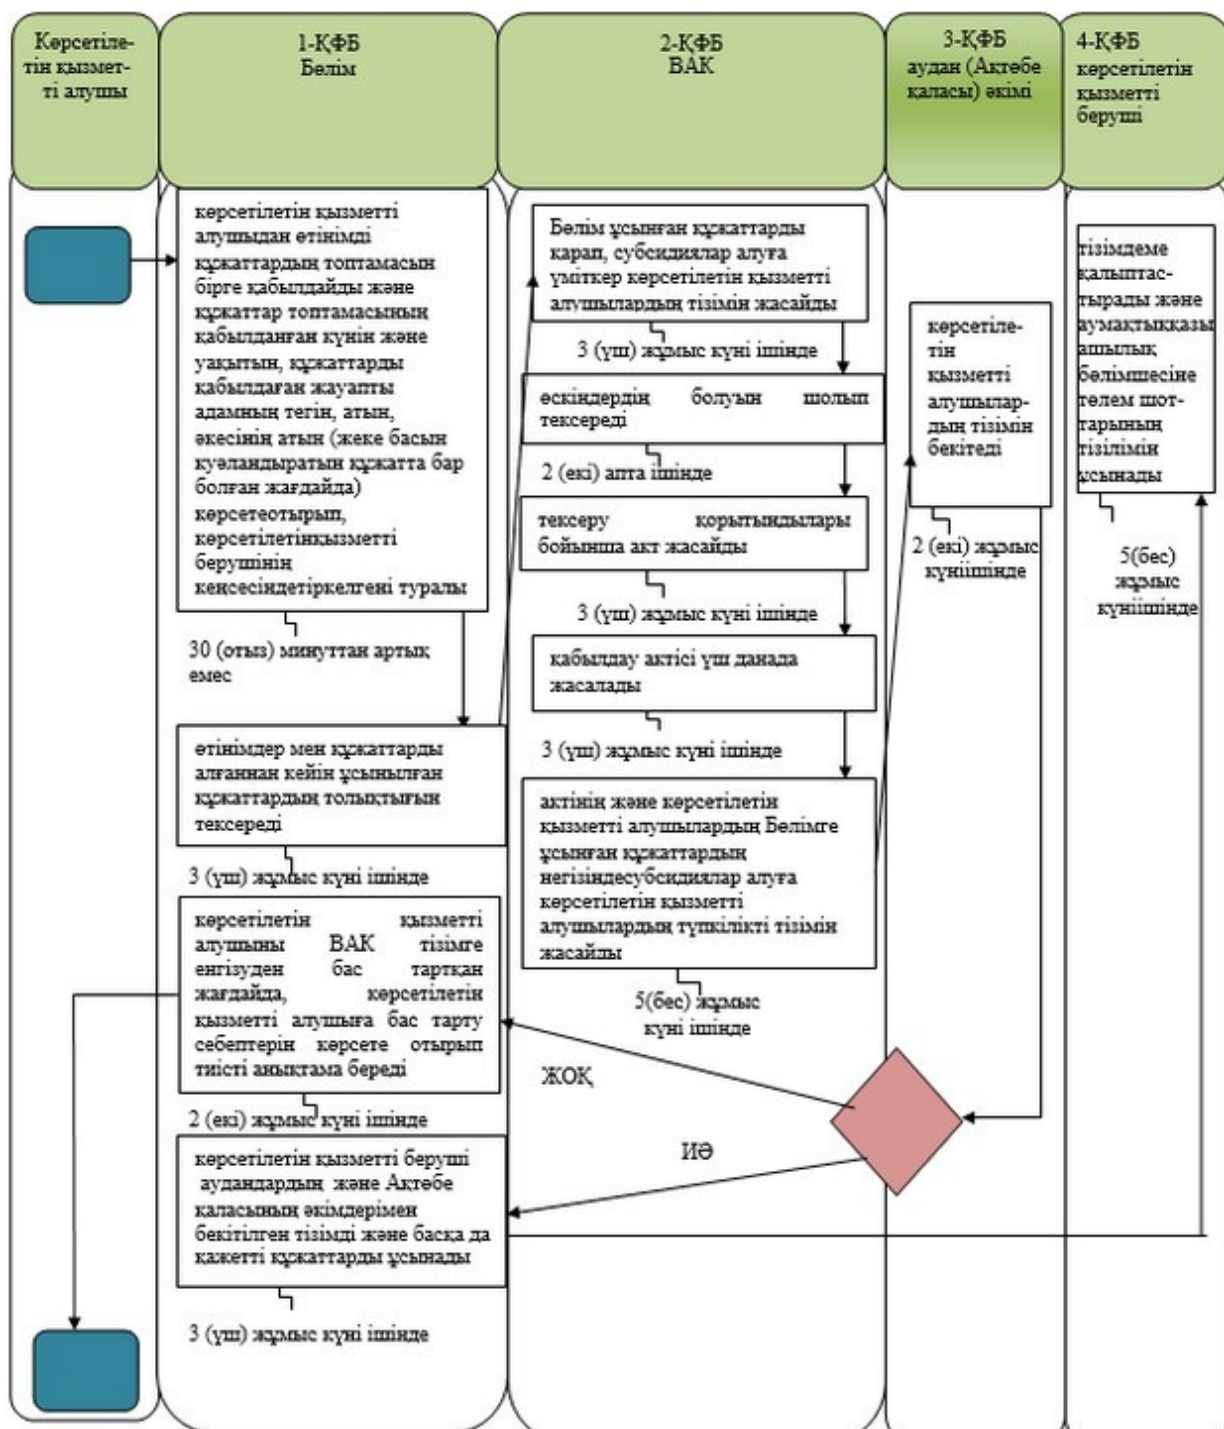 Көрсетіле-
тін қызмет-
ті алушы
1-ҚФБ
Бөлім
2-ҚФБ
ВАК
3-ҚФБ
аудан (Ақтөбе
қаласы) әкімі
4-ҚФБ
көрсетілетін
қызметті
беруші
көрсетілетін қызметті
алушыдан өтінімді
құжаттардың топтамасын
бірге қабылдайды және
құжаттар топтамасының
қабылданған күнін және
уақытын, құжаттарды
қабылдаған жауапты
адамның тегін, атын,
әкесінің атын (жеке басын
куәландыратын құжатта бар
болған жағдайда)
көрсетеотырып,
көрсетілетінқызметті
берушінің
кеңсесіндетіркелгені туралы
30 (отыз) минуттан артық
емес
өтінімдер мен құжаттарды
алғаннан кейін ұсынылған
құжаттардың толықтығын
тексереді
3 (үш) жұмыс күні ішінде
көрсетілетін қызметті
алушыны ВАК тізімге
енгізуден бас тартқан
жағдайда, көрсетілетін
қызметті алушыға бас тарту
себептерін көрсете отырып
тиісті анықтама береді
2 (екі) жұмыс күні ішінде
көрсетілетін қызметті беруші
аудандардың және Ақтөбе
қаласының әкімдерімен
бекітілген тізімді және басқа да
қажетті құжаттарды ұсынады
3 (үш) жұмыс күні ішінде
Бөлім ұсынған құжаттарды
қарап, субсидиялар алуға
үміткер көрсетілетін қызметті
алушылардың тізімін жасайды
3 (үш) жұмыс күні ішінде
өскіндердің болуын шолып
тексереді
2 (екі) апта ішінде
тексеру қорытындылары
бойынша акт жасайды
3 (үш) жұмыс күні ішінде
қабылдау актісі үш данада
жасалады
3 (үш) жұмыс күні ішінде
актінің және көрсетілетін
қызметті алушылардың Бөлімге
ұсынған құжаттардың
негізіндесубсидиялар алуға
көрсетілетін қызметті
алушылардың түпкілікті тізімін
жасайды
5(бес) жұмыс
күні ішінде
ЖОҚ
ИӘ
көрсетіле-
тін
қызметті
алушылар-
дың тізімін
бекітеді
2 (екі) жұмыс
күніішінде
тізімдеме
қалыптас-
тырады және
аумақтыққазы
ашылық
бөлімшесіне
төлем шот-
тарының
тізілімін
ұсынады
5(бес)
жұмыс
күніішінде